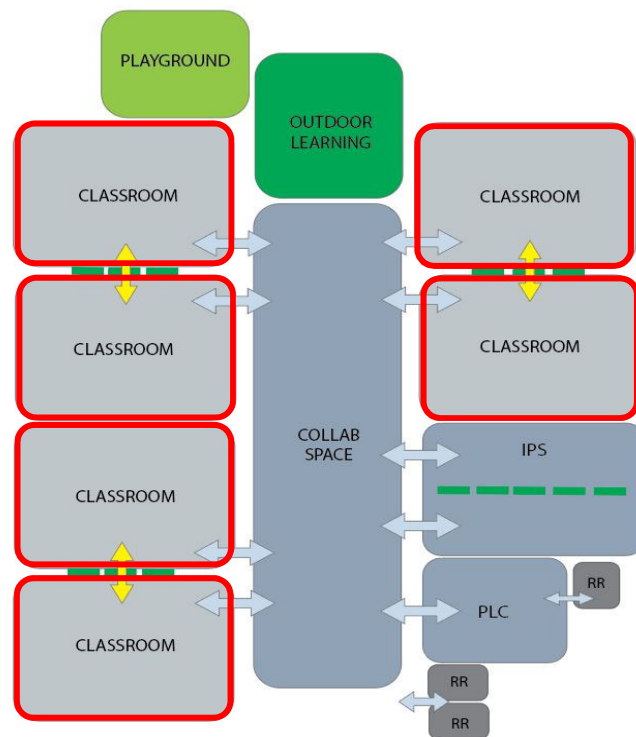 PLAYGROUND
OUTDOOR
LEARNING
CLASSROOM
CLASSROOM
CLASSROOM
CLASSROOM
COLLAB
SPACE
IPS
CLASSROOM
CLASSROOM
RR
PLC
RR
RR